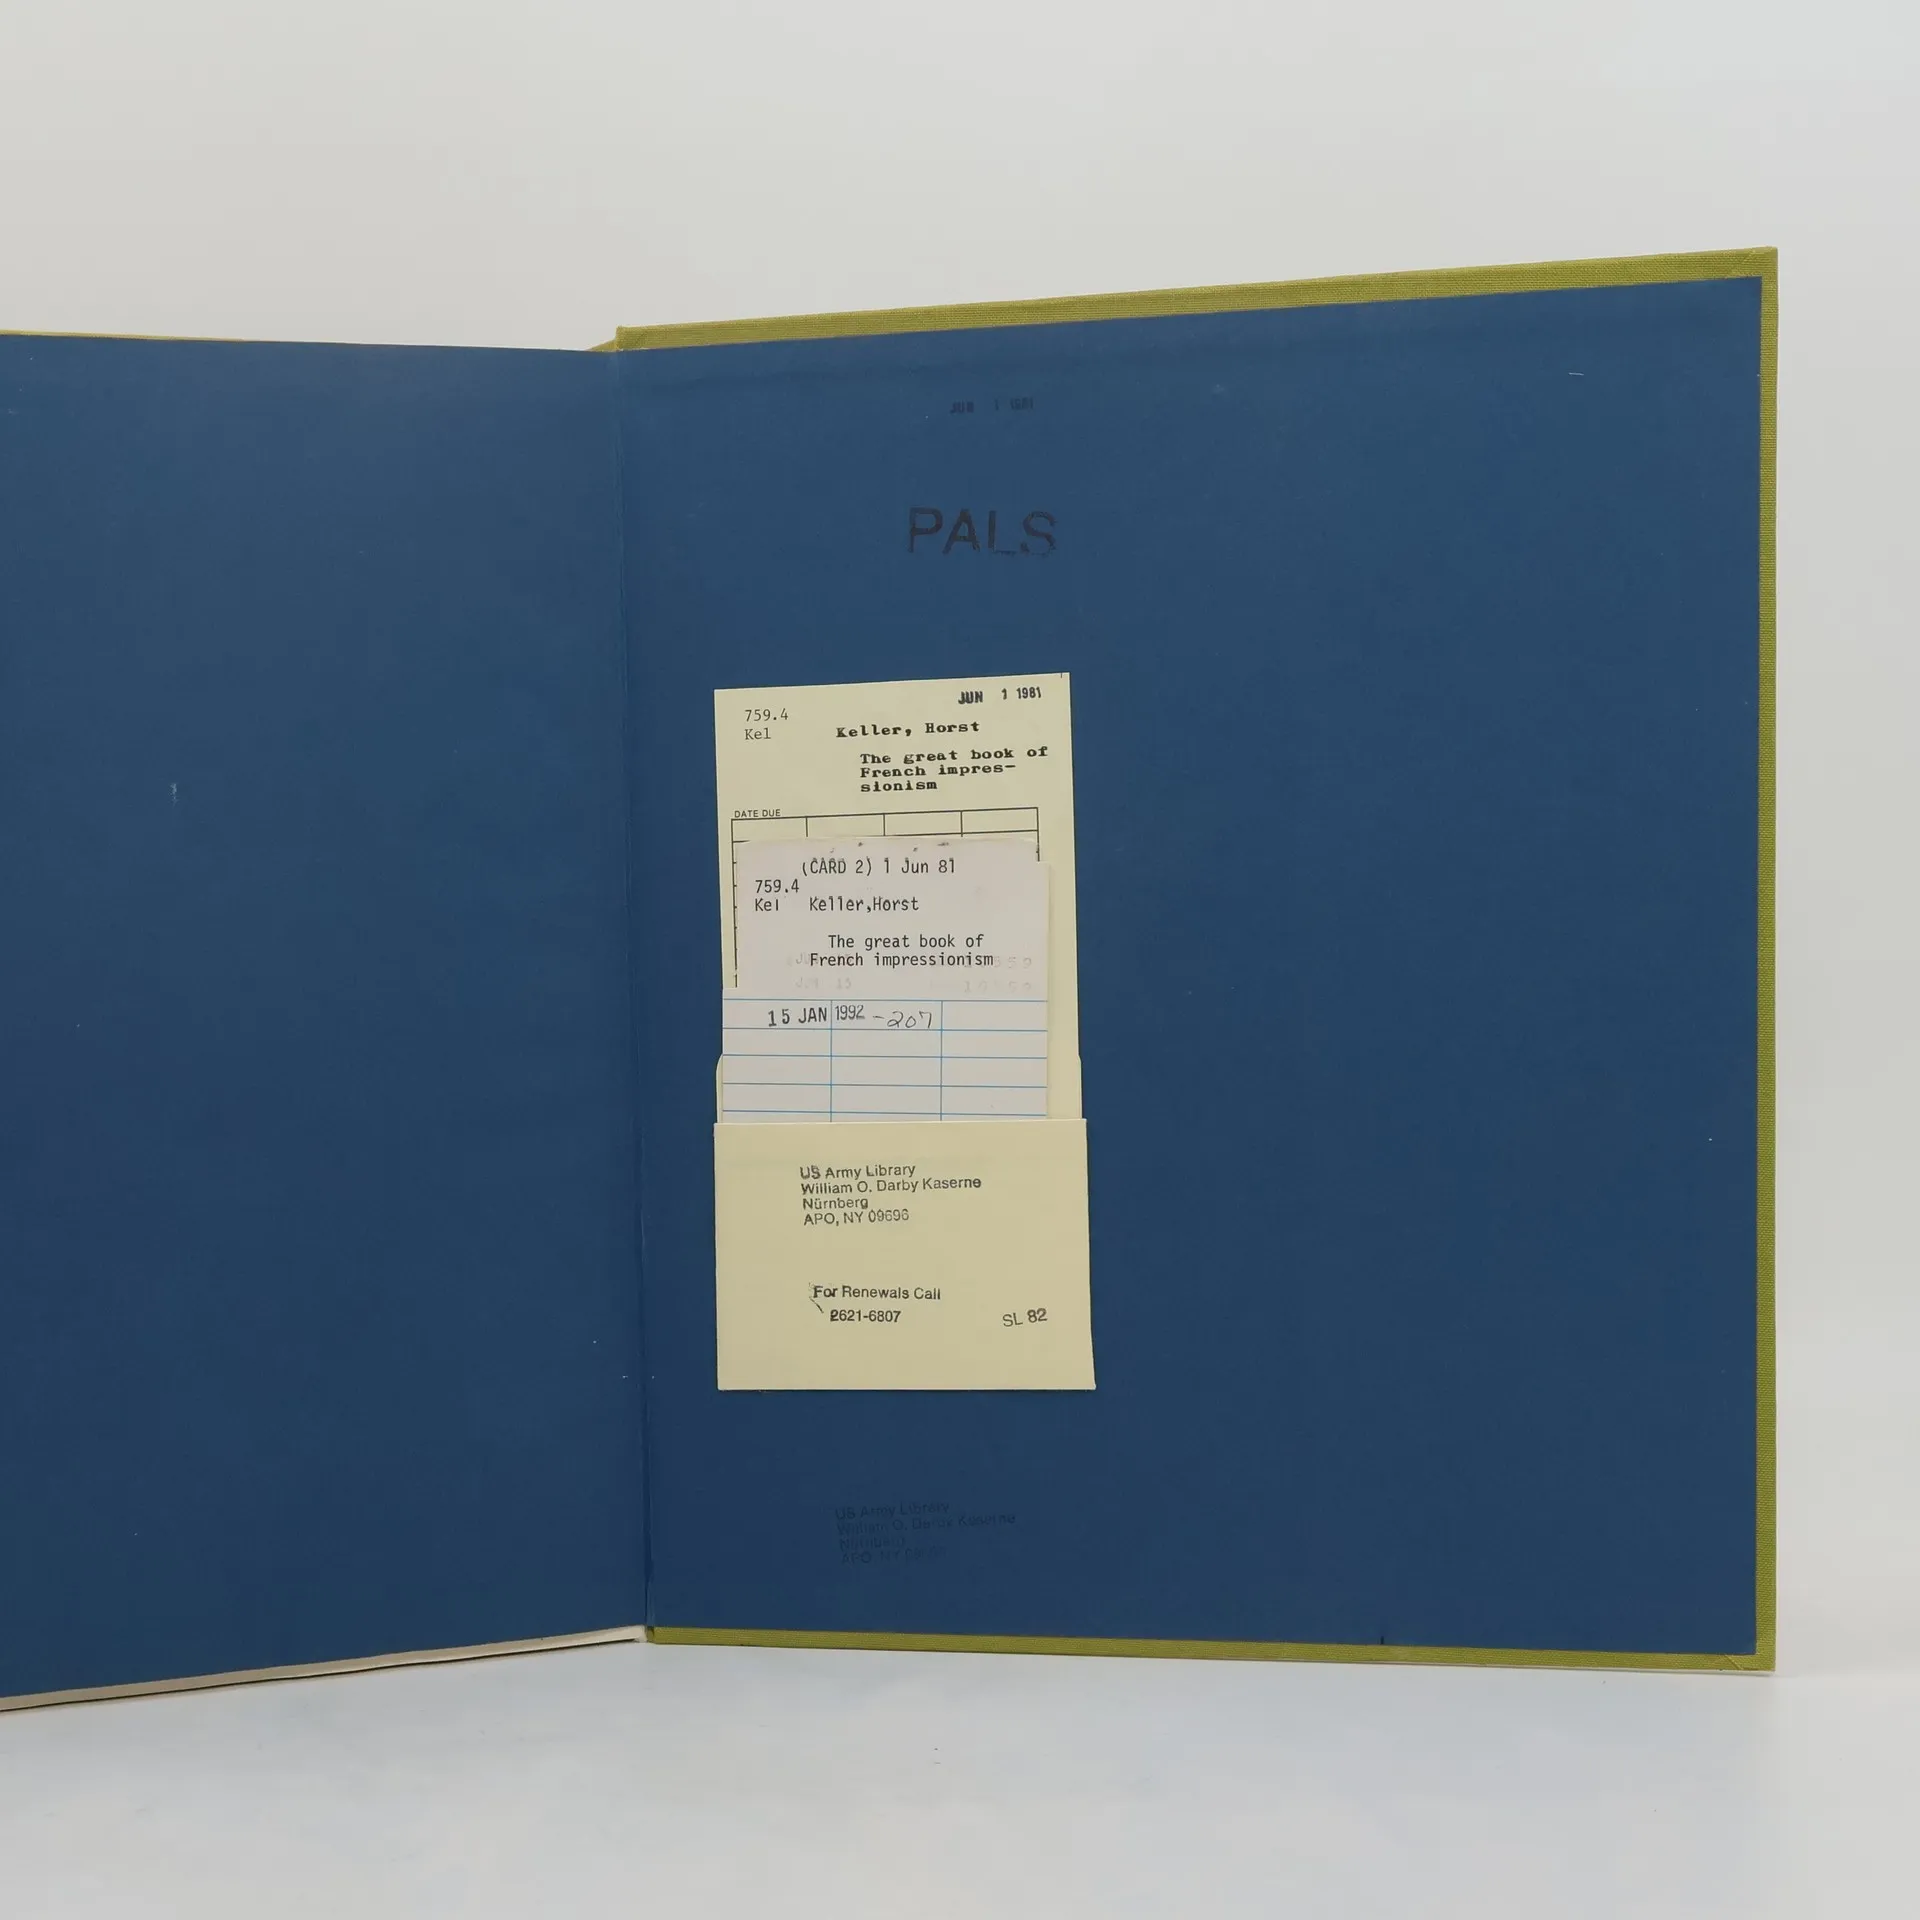 JUN 1 1981
PALS
JUN 1 1981
759.4
Kel
Keller, Horst
The great book of
French impres-
sionism
DATE DUE
(CARD 2) 1 Jun 81
759.4
Kel Keller,Horst
The great book of
French impressionism
15 JAN 1992 -207
US Army Library
William O. Darby Kaserne
Nürnberg
APO, NY 09696
For Renewals Call
2621-6807
SL 82
US Army Library
William O. Darby Kaserne
Nürnberg
APO, NY